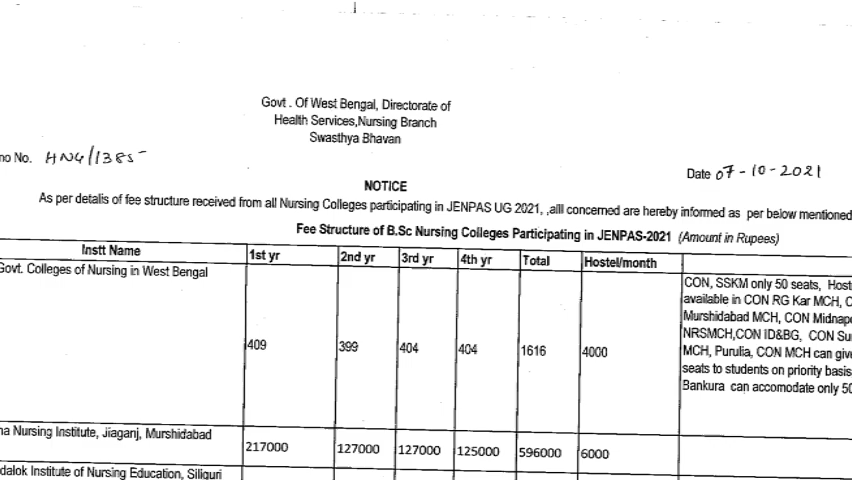 Govt . Of West Bengal, Directorate of
Health Services,Nursing Branch
Swasthya Bhavan
no No. HNG/1385
Date 07-10-2021
NOTICE
As per details of fee structure received from all Nursing Colleges participating in JENPAS UG 2021, ,alll concerned are hereby informed as per below mentioned
Fee Structure of B.Sc Nursing Colleges Participating in JENPAS-2021 (Amount in Rupees)
Instt Name 1st yr 2nd yr 3rd yr 4th yr Total Hostel/month
Govt. Colleges of Nursing in West Bengal
409 399 404 404 1616 4000
CON, SSKM only 50 seats, Host
available in CON RG Kar MCH, C
Murshidabad MCH, CON Midnap
NRSMCH,CON ID&BG, CON Su
MCH, Purulia, CON MCH can giv
seats to students on priority basis
Bankura can accomodate only 50
na Nursing Institute, Jiaganj, Murshidabad
217000 127000 127000 125000 596000 6000
dalok Institute of Nursing Education, Siliguri